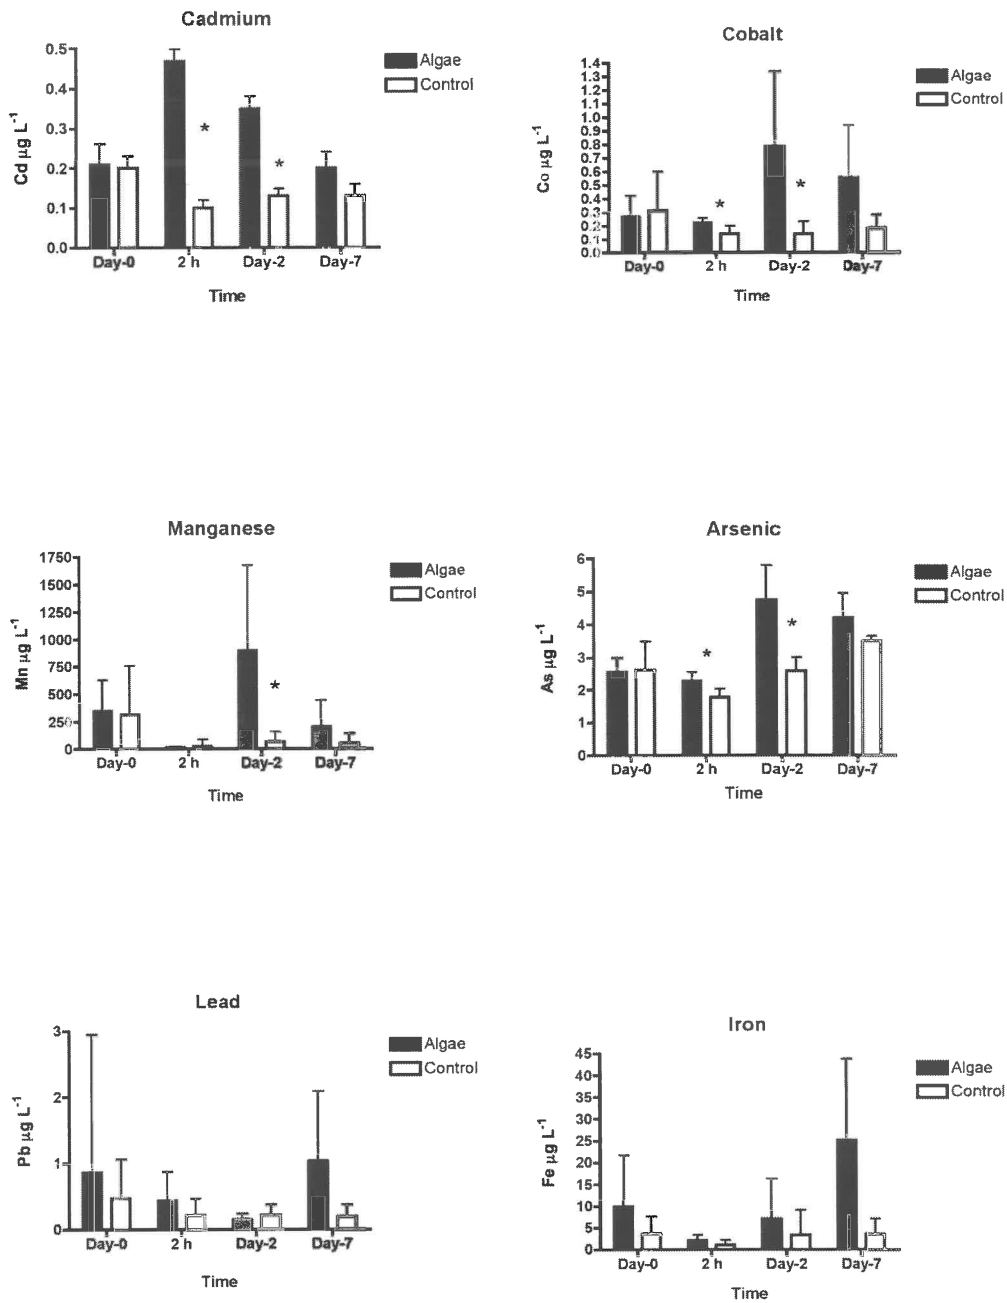 Cadmium
Cd µg L⁻¹
0.5
0.4
0.3
0.2
0.1
0.0
*
*
Day-0 2 h Day-2 Day-7
Time
Algae
Control
Cobalt
Co µg L⁻¹
1.4
1.3
1.2
1.1
1.0
0.9
0.8
0.7
0.6
0.5
0.4
0.3
0.2
0.1
0.0
*
*
Day-0 2 h Day-2 Day-7
Time
Algae
Control
Manganese
Mn µg L⁻¹
1750
1500
1250
1000
750
500
250
0
*
Day-0 2 h Day-2 Day-7
Time
Algae
Control
Arsenic
As µg L⁻¹
6
5
4
3
2
1
0
*
*
Day-0 2 h Day-2 Day-7
Time
Algae
Control
Lead
Pb µg L⁻¹
3
2
1
0
Day-0 2 h Day-2 Day-7
Time
Algae
Control
Iron
Fe µg L⁻¹
45
40
35
30
25
20
15
10
5
0
Day-0 2 h Day-2 Day-7
Time
Algae
Control